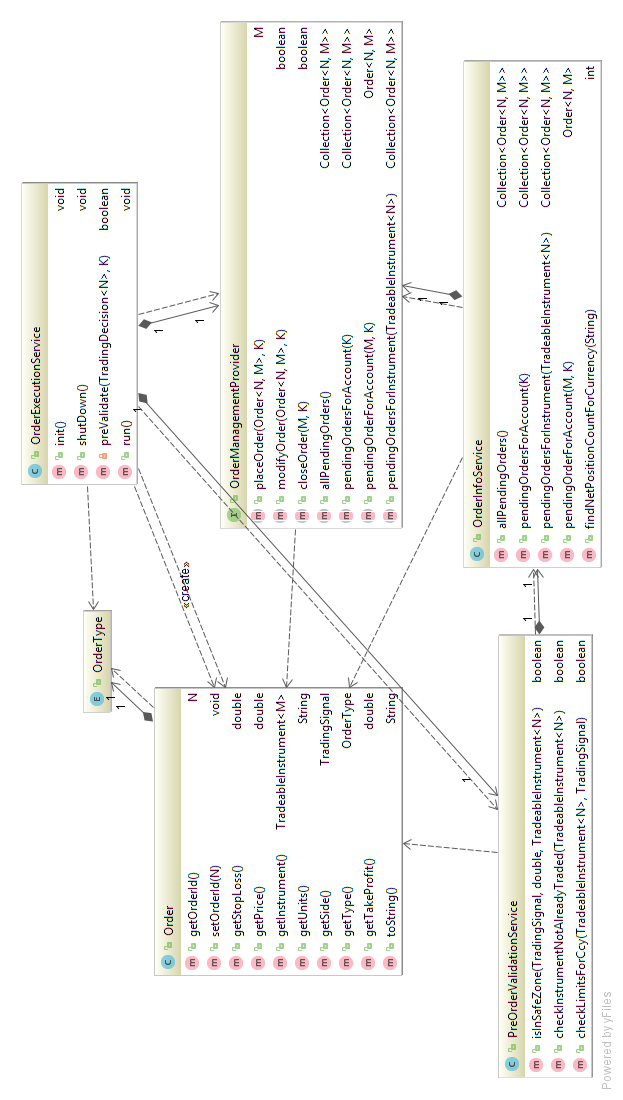 OrderExecutionService
init() void
shutDown() void
preValidate(TradingDecision<N>, K) boolean
run() void
OrderType
«create»
OrderManagementProvider
placeOrder(Order<N, M>, K) M
modifyOrder(Order<N, M>, K) boolean
closeOrder(M, K) boolean
allPendingOrders() Collection<Order<N, M>>
pendingOrdersForAccount(K) Collection<Order<N, M>>
pendingOrderForAccount(M, K) Order<N, M>
pendingOrdersForInstrument(TradeableInstrument<N>) Collection<Order<N, M>>
Order
getOrderId() N
setOrderId(N) void
getStopLoss() double
getPrice() double
getInstrument() TradeableInstrument<M>
getUnits() String
getSide() TradingSignal
getType() OrderType
getTakeProfit() double
toString() String
OrderInfoService
allPendingOrders() Collection<Order<N, M>>
pendingOrdersForAccount(K) Collection<Order<N, M>>
pendingOrdersForInstrument(TradeableInstrument<N>) Collection<Order<N, M>>
pendingOrderForAccount(M, K) Order<N, M>
findNetPositionCountForCurrency(String) int
PreOrderValidationService
isInSafeZone(TradingSignal, double, TradeableInstrument<N>) boolean
checkInstrumentNotAlreadyTraded(TradeableInstrument<N>) boolean
checkLimitsForCcy(TradeableInstrument<N>, TradingSignal) boolean
1
1
1
1
1
1
1
1
1
1
Powered by yFiles